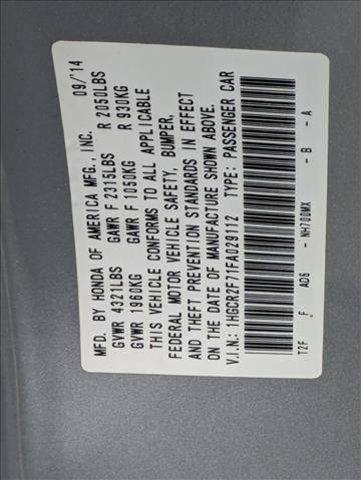 MFD. BY HONDA OF AMERICA MFG., INC. 09/'14
GVWR 4321LBS GAWR F 2315LBS R 2050LBS
GVWR 1960KG GAWR F 1050KG R 930KG
THIS VEHICLE CONFORMS TO ALL APPLICABLE
FEDERAL MOTOR VEHICLE SAFETY, BUMPER,
AND THEFT PREVENTION STANDARDS IN EFFECT
ON THE DATE OF MANUFACTURE SHOWN ABOVE.
V.I.N.: 1HGCR2F71FA029112 TYPE: PASSENGER CAR
T2F F AD6 - NH700MX - B - A